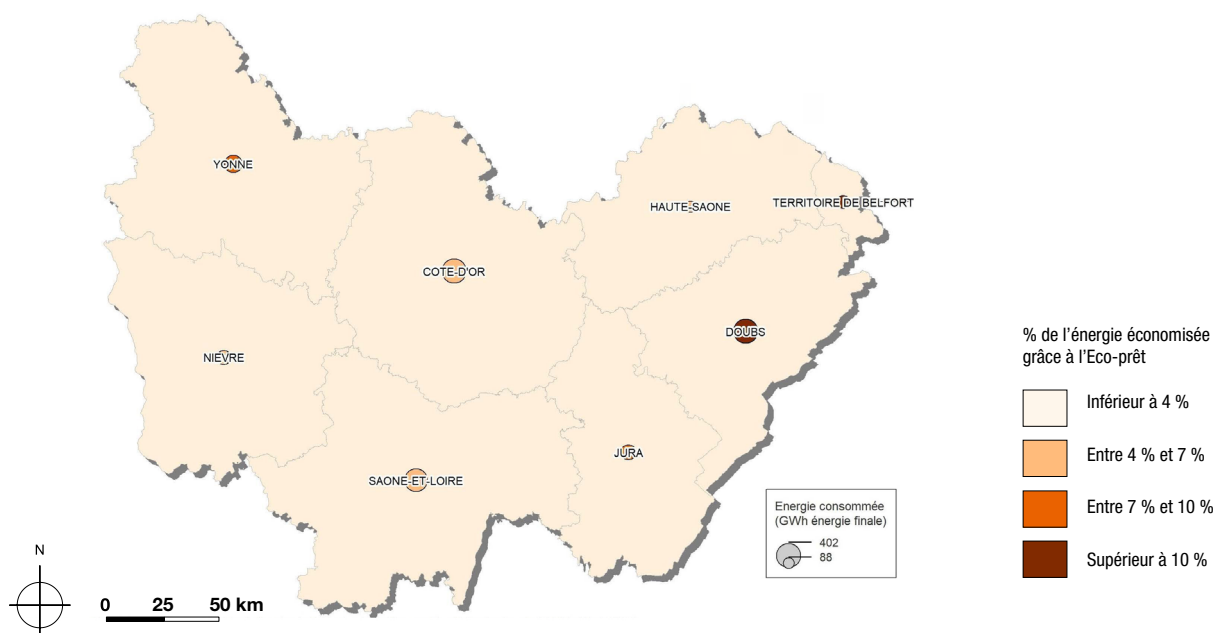 YONNE
HAUTE-SAONE
TERRITOIRE DE BELFORT
COTE-D'OR
DOUBS
NIEVRE
JURA
SAONE-ET-LOIRE
% de l'énergie économisée
grâce à l'Eco-prêt
Inférieur à 4 %
Entre 4 % et 7 %
Entre 7 % et 10 %
Supérieur à 10 %
Energie consommée
(GWh énergie finale)
402
88
N
0 25 50 km